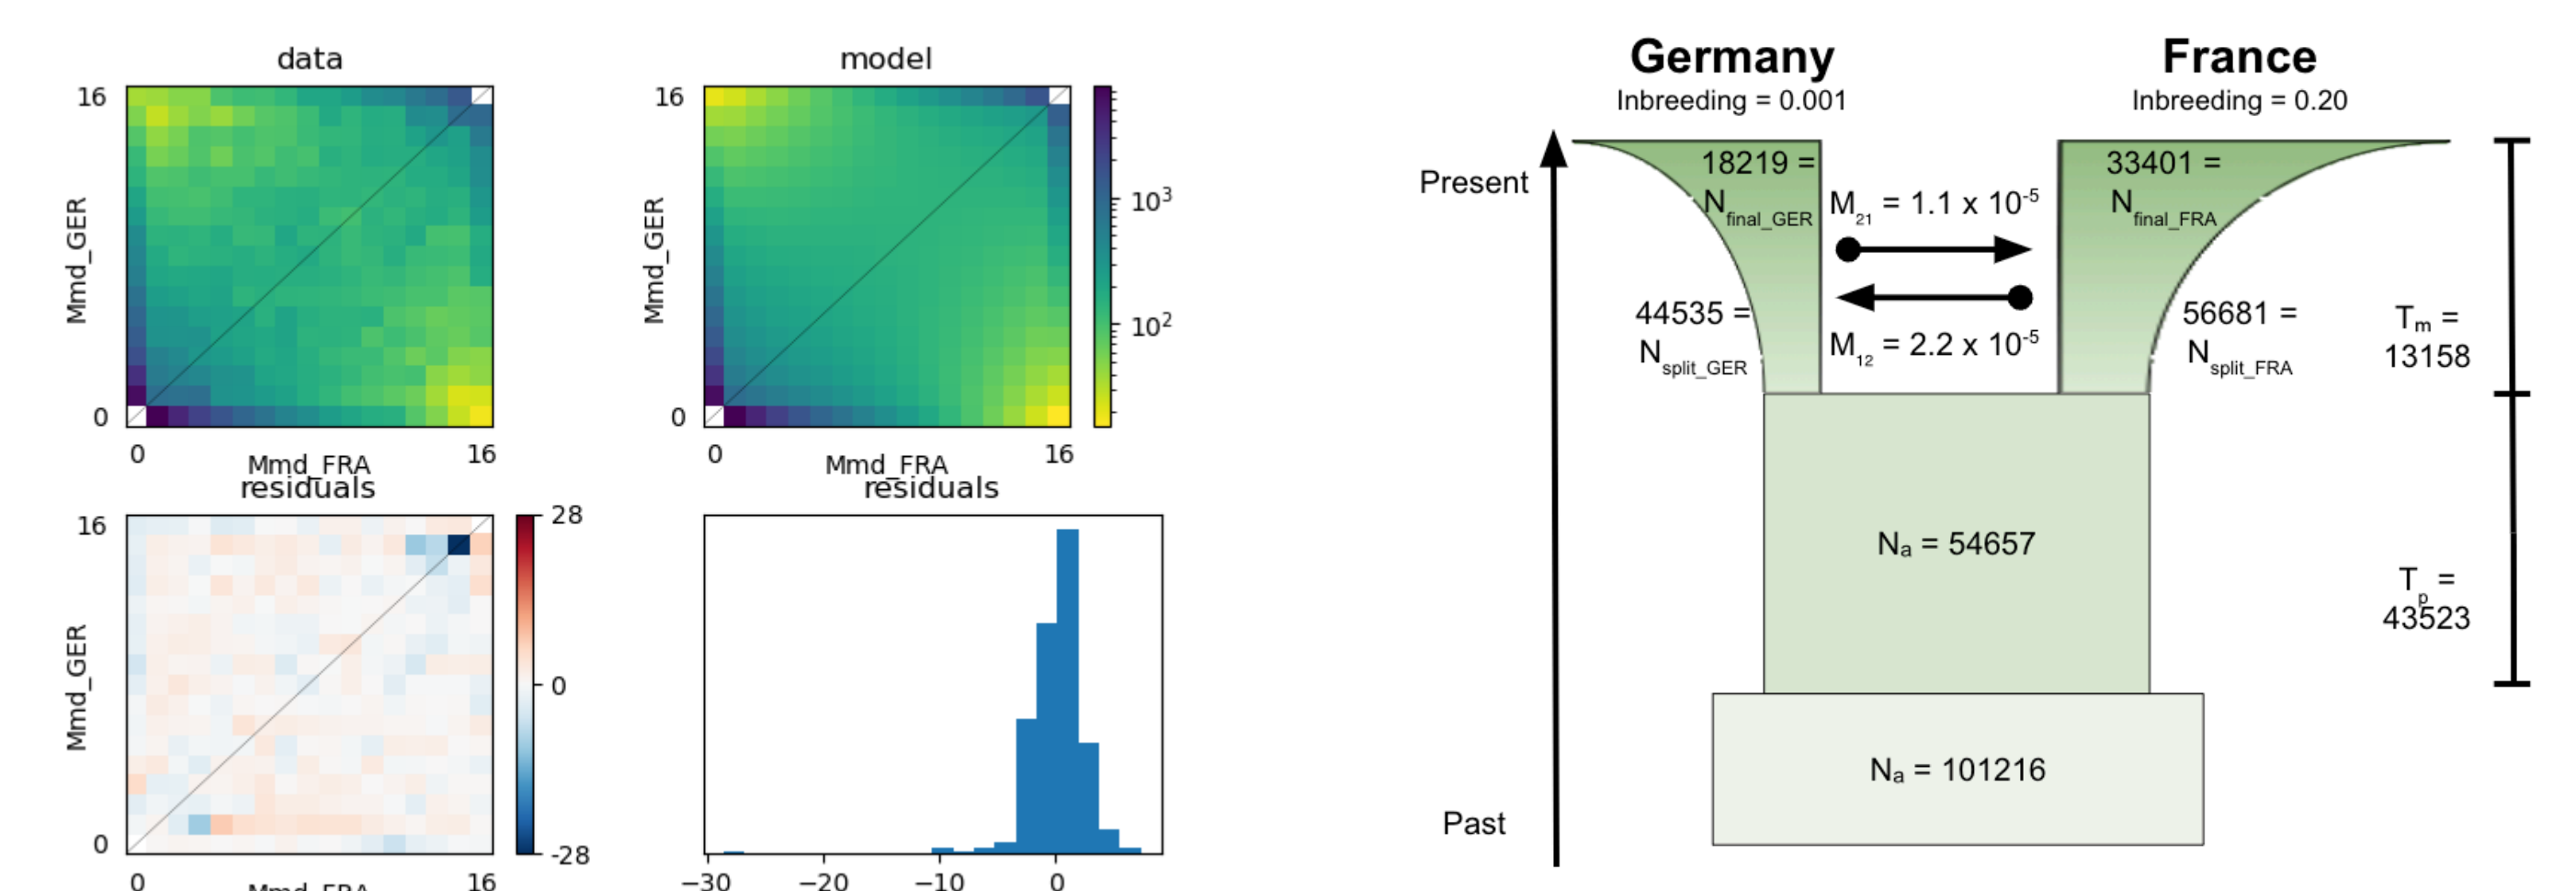 data
16
Mmd_GER
0
0
16
Mmd_FRA
model
16
Mmd_GER
0
0
16
Mmd_FRA
10³
10²
residuals
16
Mmd_GER
0
0
16
Mmd_FRA
28
0
-28
residuals
−30
−20
−10
0
Germany
Inbreeding = 0.001
France
Inbreeding = 0.20
Present
Past
18219 =
N_final_GER
33401 =
N_final_FRA
M₂₁ = 1.1 x 10⁻⁵
M₁₂ = 2.2 x 10⁻⁵
44535 =
N_split_GER
56681 =
N_split_FRA
Tₘ =
13158
Nₐ = 54657
Tₚ =
43523
Nₐ = 101216